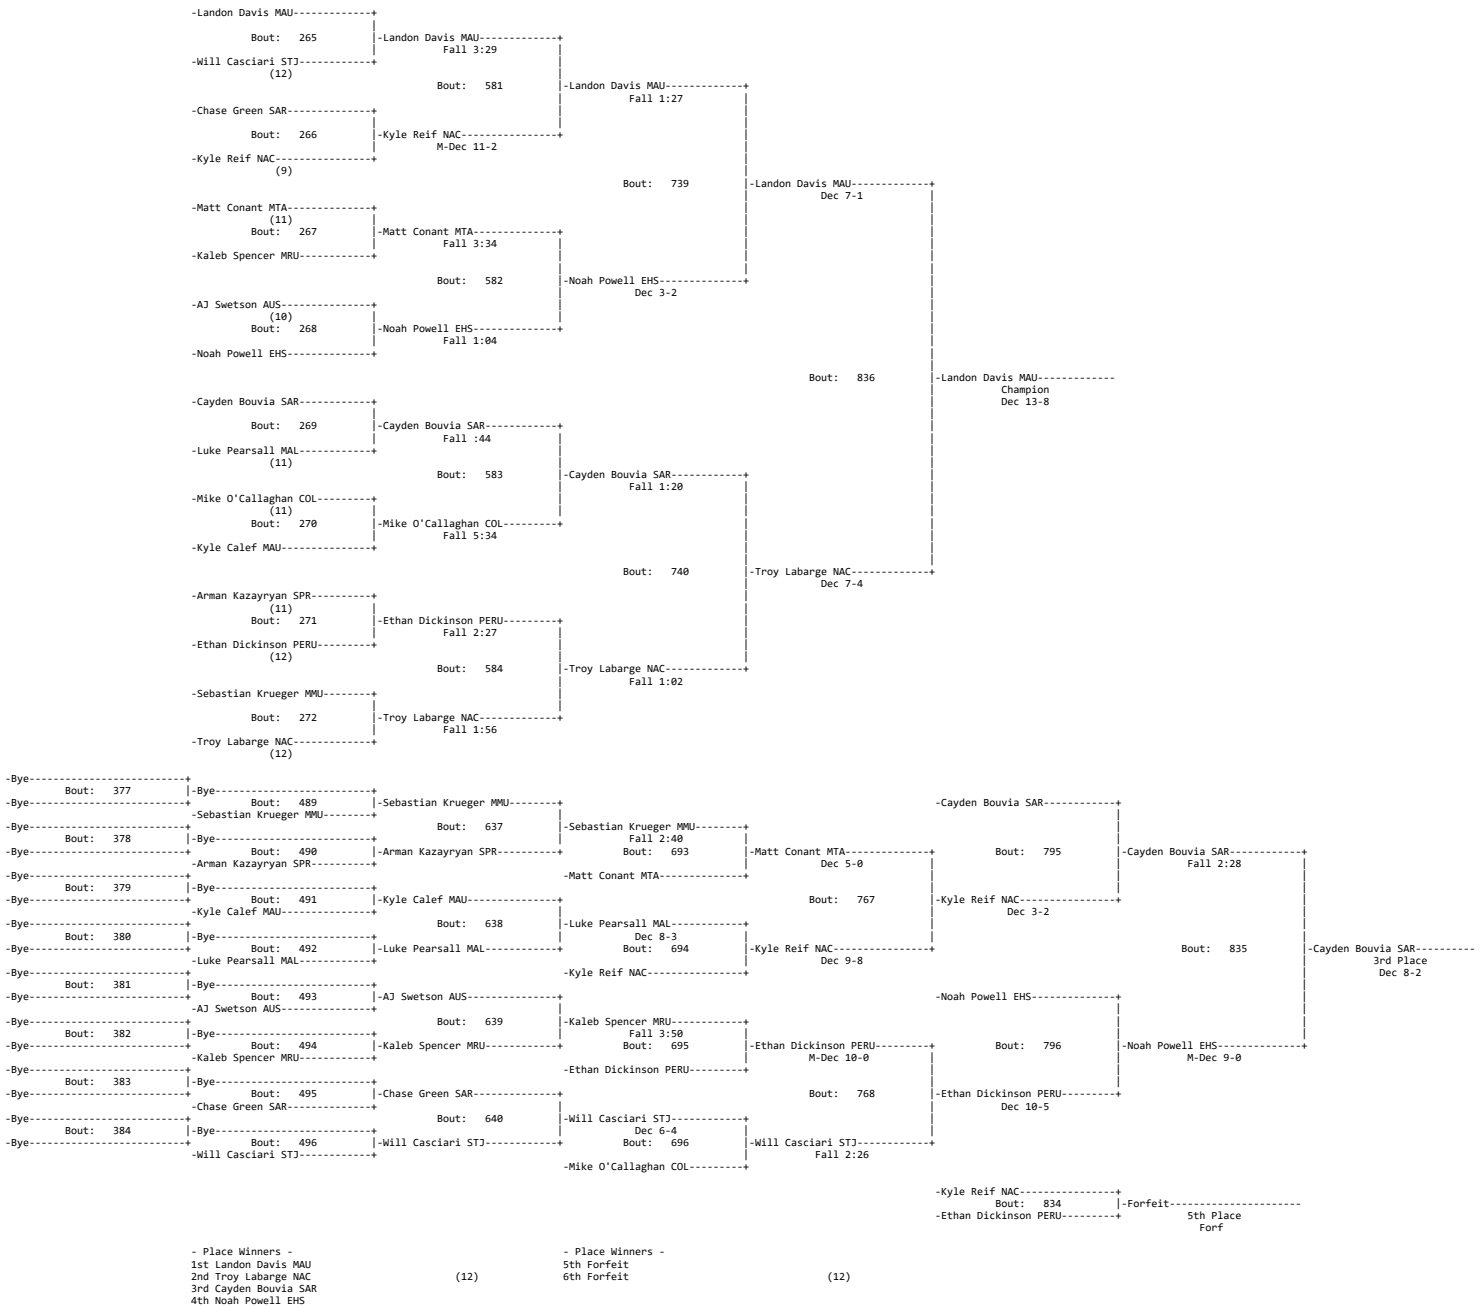 -Landon Davis MAU-------------+
Bout: 265 |-Landon Davis MAU-------------+
Fall 3:29
-Will Casciari STJ------------+
(12)
Bout: 581 |-Landon Davis MAU-------------+
Fall 1:27
-Chase Green SAR--------------+
Bout: 266 |-Kyle Reif NAC----------------+
M-Dec 11-2
-Kyle Reif NAC----------------+
(9)
Bout: 739 |-Landon Davis MAU-------------+
Dec 7-1
-Matt Conant MTA--------------+
(11)
Bout: 267 |-Matt Conant MTA--------------+
Fall 3:34
-Kaleb Spencer MRU------------+
Bout: 582 |-Noah Powell EHS--------------+
Dec 3-2
-AJ Swetson AUS---------------+
(10)
Bout: 268 |-Noah Powell EHS--------------+
Fall 1:04
-Noah Powell EHS--------------+
Bout: 836 |-Landon Davis MAU-------------
Champion
Dec 13-8
-Cayden Bouvia SAR------------+
Bout: 269 |-Cayden Bouvia SAR------------+
Fall :44
-Luke Pearsall MAL------------+
(11)
Bout: 583 |-Cayden Bouvia SAR------------+
Fall 1:20
-Mike O'Callaghan COL---------+
(11)
Bout: 270 |-Mike O'Callaghan COL---------+
Fall 5:34
-Kyle Calef MAU---------------+
Bout: 740 |-Troy Labarge NAC-------------+
Dec 7-4
-Arman Kazayryan SPR----------+
(11)
Bout: 271 |-Ethan Dickinson PERU---------+
Fall 2:27
-Ethan Dickinson PERU---------+
(12)
Bout: 584 |-Troy Labarge NAC-------------+
Fall 1:02
-Sebastian Krueger MMU--------+
Bout: 272 |-Troy Labarge NAC-------------+
Fall 1:56
-Troy Labarge NAC-------------+
(12)
-Bye--------------------------+
Bout: 377 |-Bye--------------------------+
-Bye--------------------------+ Bout: 489 |-Sebastian Krueger MMU--------+ -Cayden Bouvia SAR------------+
-Sebastian Krueger MMU--------+
-Bye--------------------------+ Bout: 637 |-Sebastian Krueger MMU--------+
Bout: 378 |-Bye--------------------------+ Fall 2:40
-Bye--------------------------+ Bout: 490 |-Arman Kazayryan SPR----------+ Bout: 693 |-Matt Conant MTA--------------+ Bout: 795 |-Cayden Bouvia SAR------------+
-Arman Kazayryan SPR----------+ Dec 5-0 Fall 2:28
-Bye--------------------------+ -Matt Conant MTA--------------+
Bout: 379 |-Bye--------------------------+
-Bye--------------------------+ Bout: 491 |-Kyle Calef MAU---------------+ Bout: 767 |-Kyle Reif NAC----------------+
-Kyle Calef MAU---------------+ Dec 3-2
-Bye--------------------------+ Bout: 638 |-Luke Pearsall MAL------------+
Bout: 380 |-Bye--------------------------+ Dec 8-3
-Bye--------------------------+ Bout: 492 |-Luke Pearsall MAL------------+ Bout: 694 |-Kyle Reif NAC----------------+ Bout: 835 |-Cayden Bouvia SAR----------
-Luke Pearsall MAL------------+ Dec 9-8 3rd Place
-Bye--------------------------+ -Kyle Reif NAC----------------+ Dec 8-2
Bout: 381 |-Bye--------------------------+
-Bye--------------------------+ Bout: 493 |-AJ Swetson AUS---------------+ -Noah Powell EHS--------------+
-AJ Swetson AUS---------------+
-Bye--------------------------+ Bout: 639 |-Kaleb Spencer MRU------------+
Bout: 382 |-Bye--------------------------+ Fall 3:50
-Bye--------------------------+ Bout: 494 |-Kaleb Spencer MRU------------+ Bout: 695 |-Ethan Dickinson PERU---------+ Bout: 796 |-Noah Powell EHS--------------+
-Kaleb Spencer MRU------------+ M-Dec 10-0 M-Dec 9-0
-Bye--------------------------+ -Ethan Dickinson PERU---------+
Bout: 383 |-Bye--------------------------+
-Bye--------------------------+ Bout: 495 |-Chase Green SAR--------------+ Bout: 768 |-Ethan Dickinson PERU---------+
-Chase Green SAR--------------+ Dec 10-5
-Bye--------------------------+ Bout: 640 |-Will Casciari STJ------------+
Bout: 384 |-Bye--------------------------+ Dec 6-4
-Bye--------------------------+ Bout: 496 |-Will Casciari STJ------------+ Bout: 696 |-Will Casciari STJ------------+
-Will Casciari STJ------------+ Fall 2:26
-Mike O'Callaghan COL---------+
-Kyle Reif NAC----------------+
Bout: 834 |-Forfeit----------------------
-Ethan Dickinson PERU---------+ 5th Place
Forf
- Place Winners - - Place Winners -
1st Landon Davis MAU 5th Forfeit
2nd Troy Labarge NAC (12) 6th Forfeit (12)
3rd Cayden Bouvia SAR
4th Noah Powell EHS